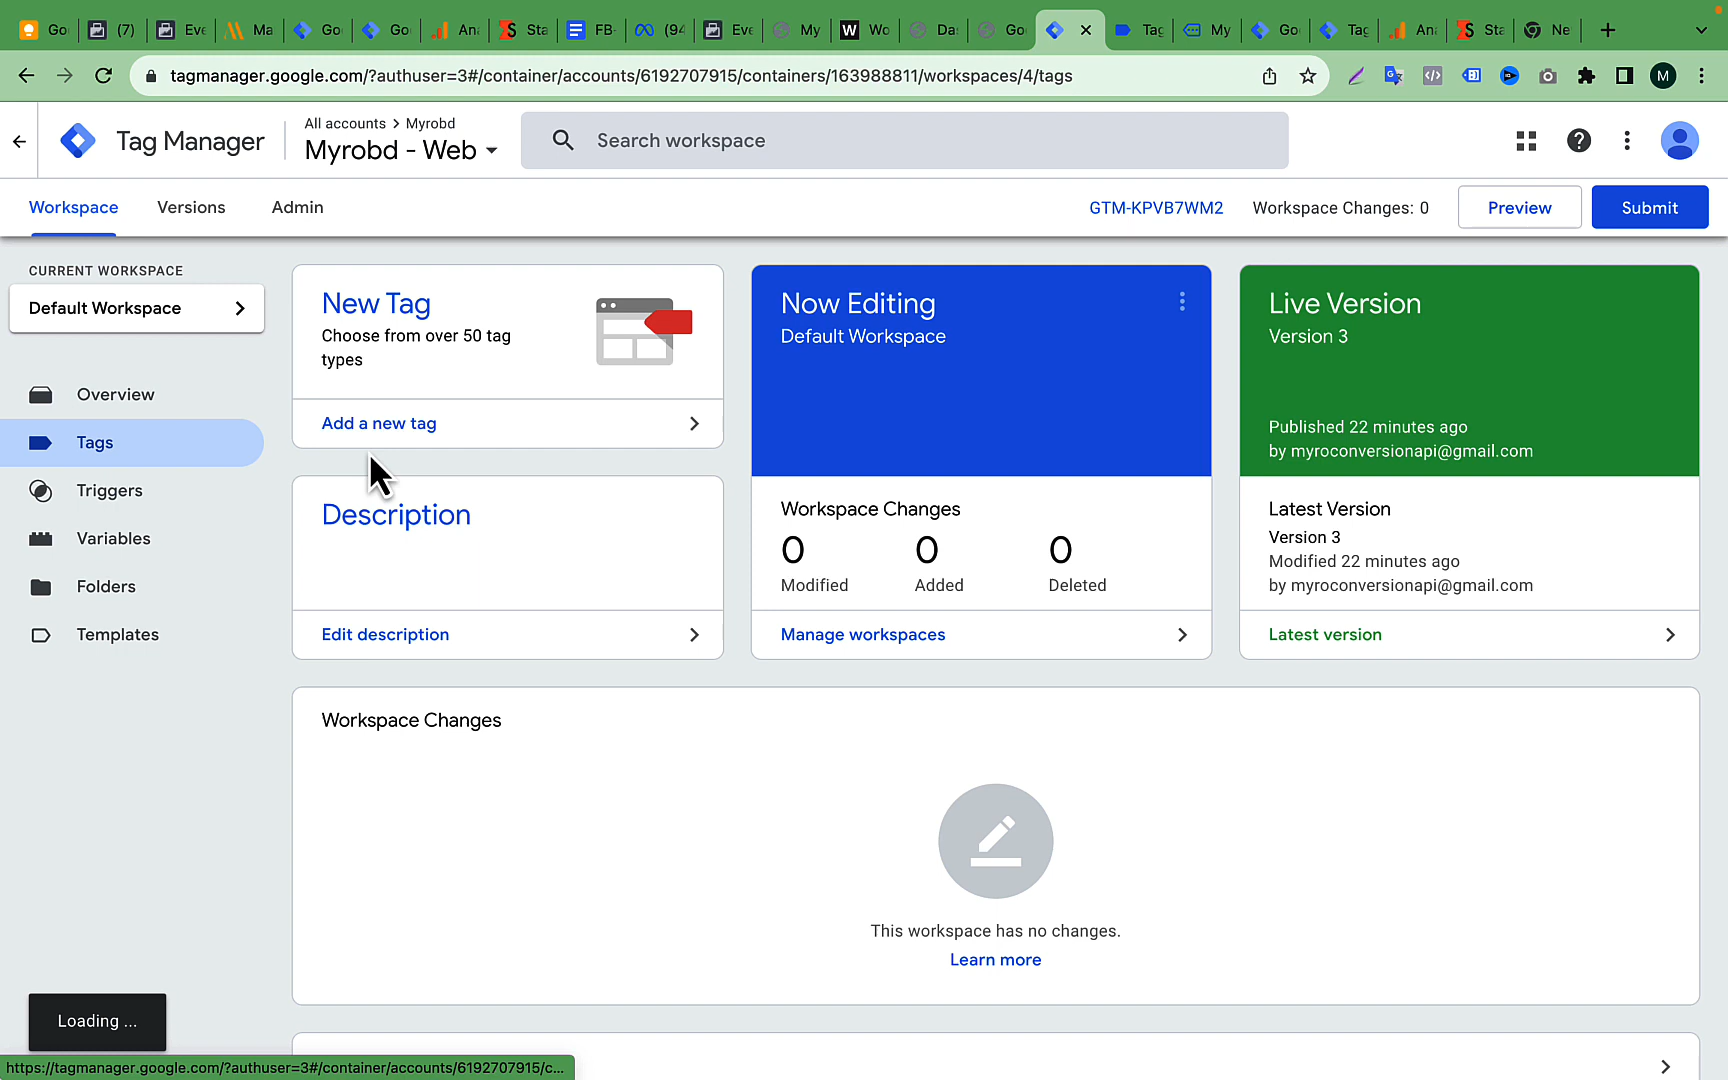 Go
(7)
Eve
Ma
Go
Go
Ana
Sta
FB-
(94
Eve
My
Wo
Das
Go
Tag
My
Go
Tag
Ana
Sta
Ne
tagmanager.google.com/?authuser=3#/container/accounts/6192707915/containers/163988811/workspaces/4/tags
M
Tag Manager
All accounts > Myrobd
Myrobd - Web
Search workspace
Workspace
Versions
Admin
GTM-KPVB7WM2
Workspace Changes: 0
Preview
Submit
CURRENT WORKSPACE
Default Workspace
Overview
Tags
Triggers
Variables
Folders
Templates
New Tag
Choose from over 50 tag
types
Add a new tag
Description
Edit description
Now Editing
Default Workspace
Workspace Changes
0 0 0
Modified Added Deleted
Manage workspaces
Live Version
Version 3
Published 22 minutes ago
by myroconversionapi@gmail.com
Latest Version
Version 3
Modified 22 minutes ago
by myroconversionapi@gmail.com
Latest version
Workspace Changes
This workspace has no changes.
Learn more
Loading ...
https://tagmanager.google.com/?authuser=3#/container/accounts/6192707915/c...